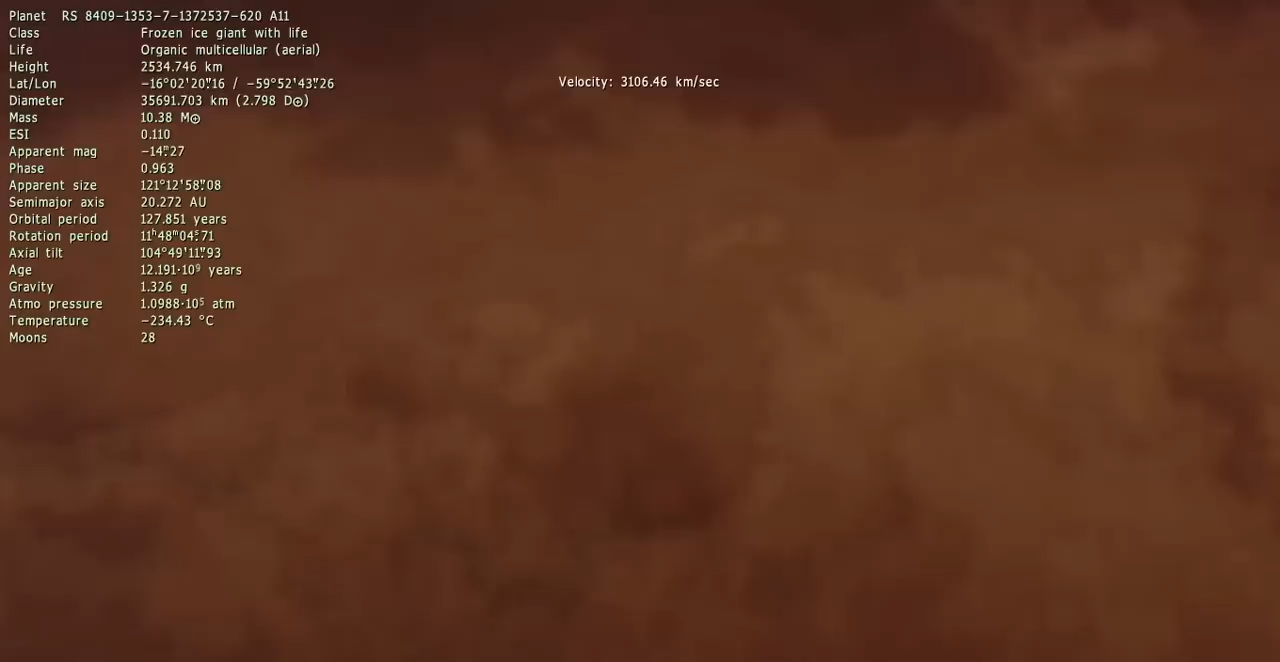 Planet RS 8409-1353-7-1372537-620 A11
Class Frozen ice giant with life
Life Organic multicellular (aerial)
Height 2534.746 km
Lat/Lon -16°02'20."16 / -59°52'43."26
Velocity: 3106.46 km/sec
Diameter 35691.703 km (2.798 D⊕)
Mass 10.38 M⊕
ESI 0.110
Apparent mag -14.ᵐ27
Phase 0.963
Apparent size 121°12'58."08
Semimajor axis 20.272 AU
Orbital period 127.851 years
Rotation period 11ʰ48ᵐ04.ˢ71
Axial tilt 104°49'11."93
Age 12.191·10⁹ years
Gravity 1.326 g
Atmo pressure 1.0988·10⁵ atm
Temperature -234.43 °C
Moons 28